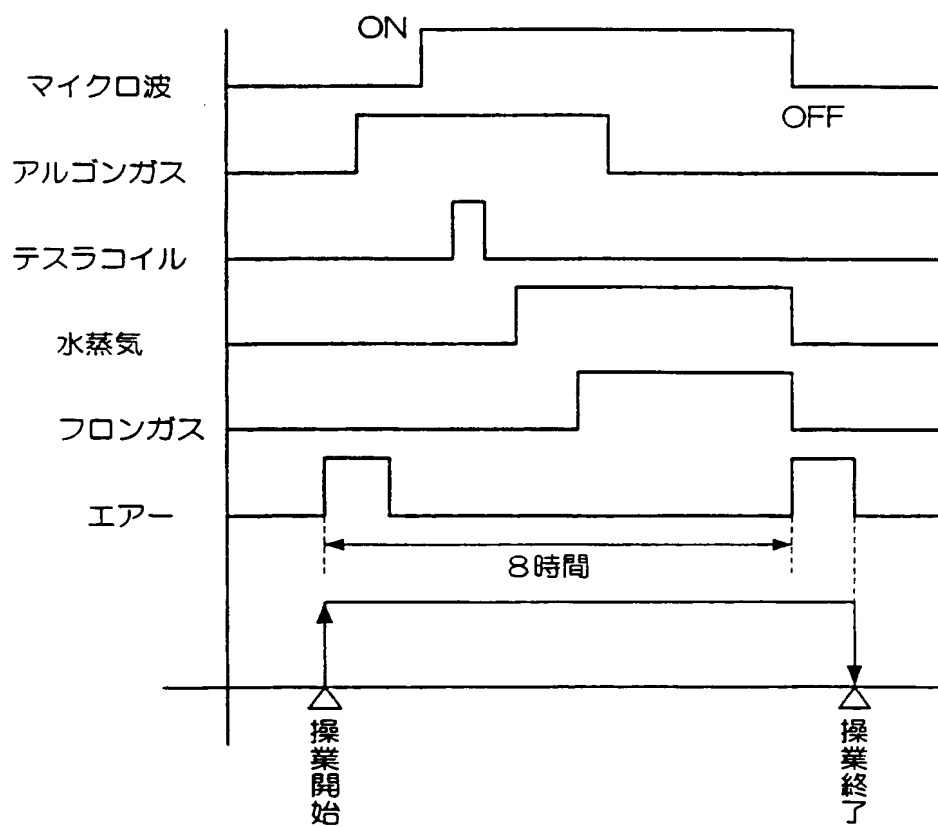 ON
マイクロ波
OFF
アルゴンガス
テスラコイル
水蒸気
フロンガス
エアー
8時間
操業開始
操業終了